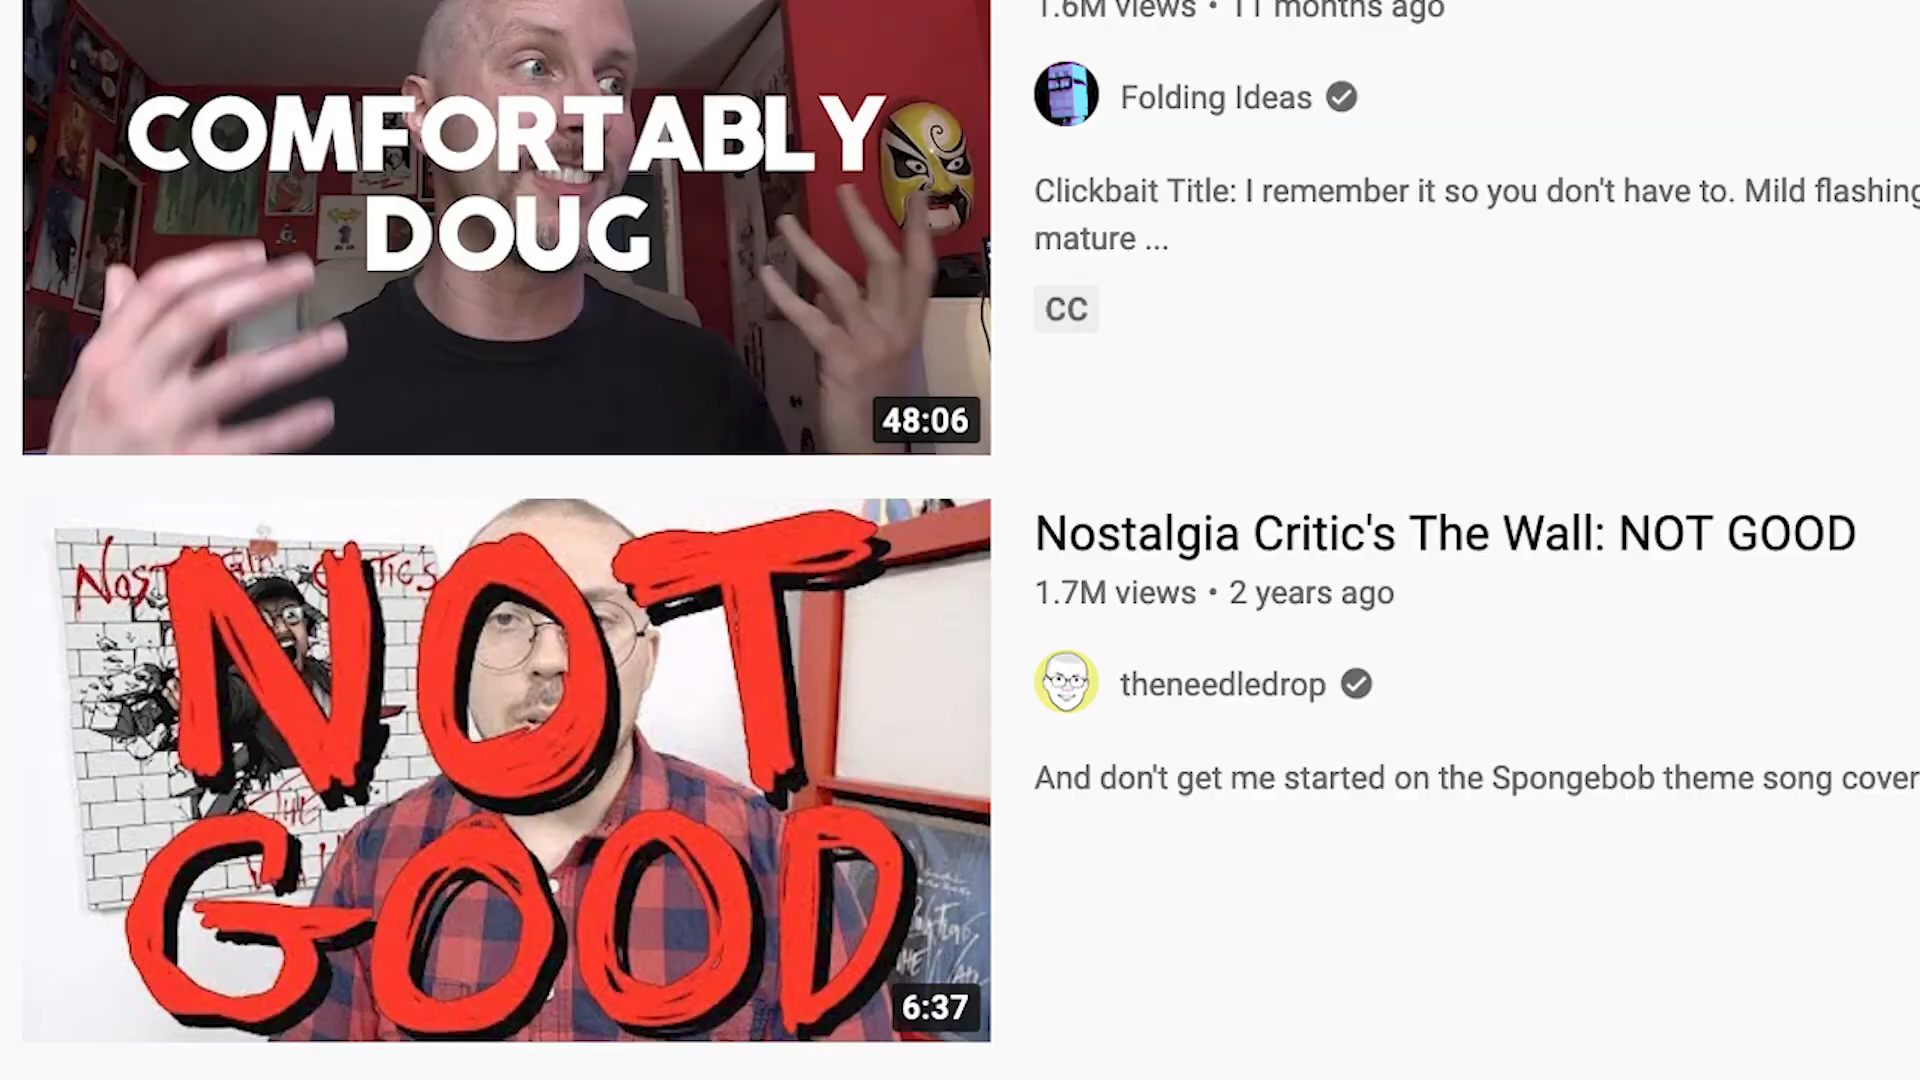 1.6M views • 11 months ago
COMFORTABLY
DOUG
Folding Ideas
Clickbait Title: I remember it so you don't have to. Mild flashing
mature ...
CC
48:06
NOT
GOOD
THE
6:37
Nostalgia Critic's The Wall: NOT GOOD
1.7M views • 2 years ago
theneedledrop
And don't get me started on the Spongebob theme song cover